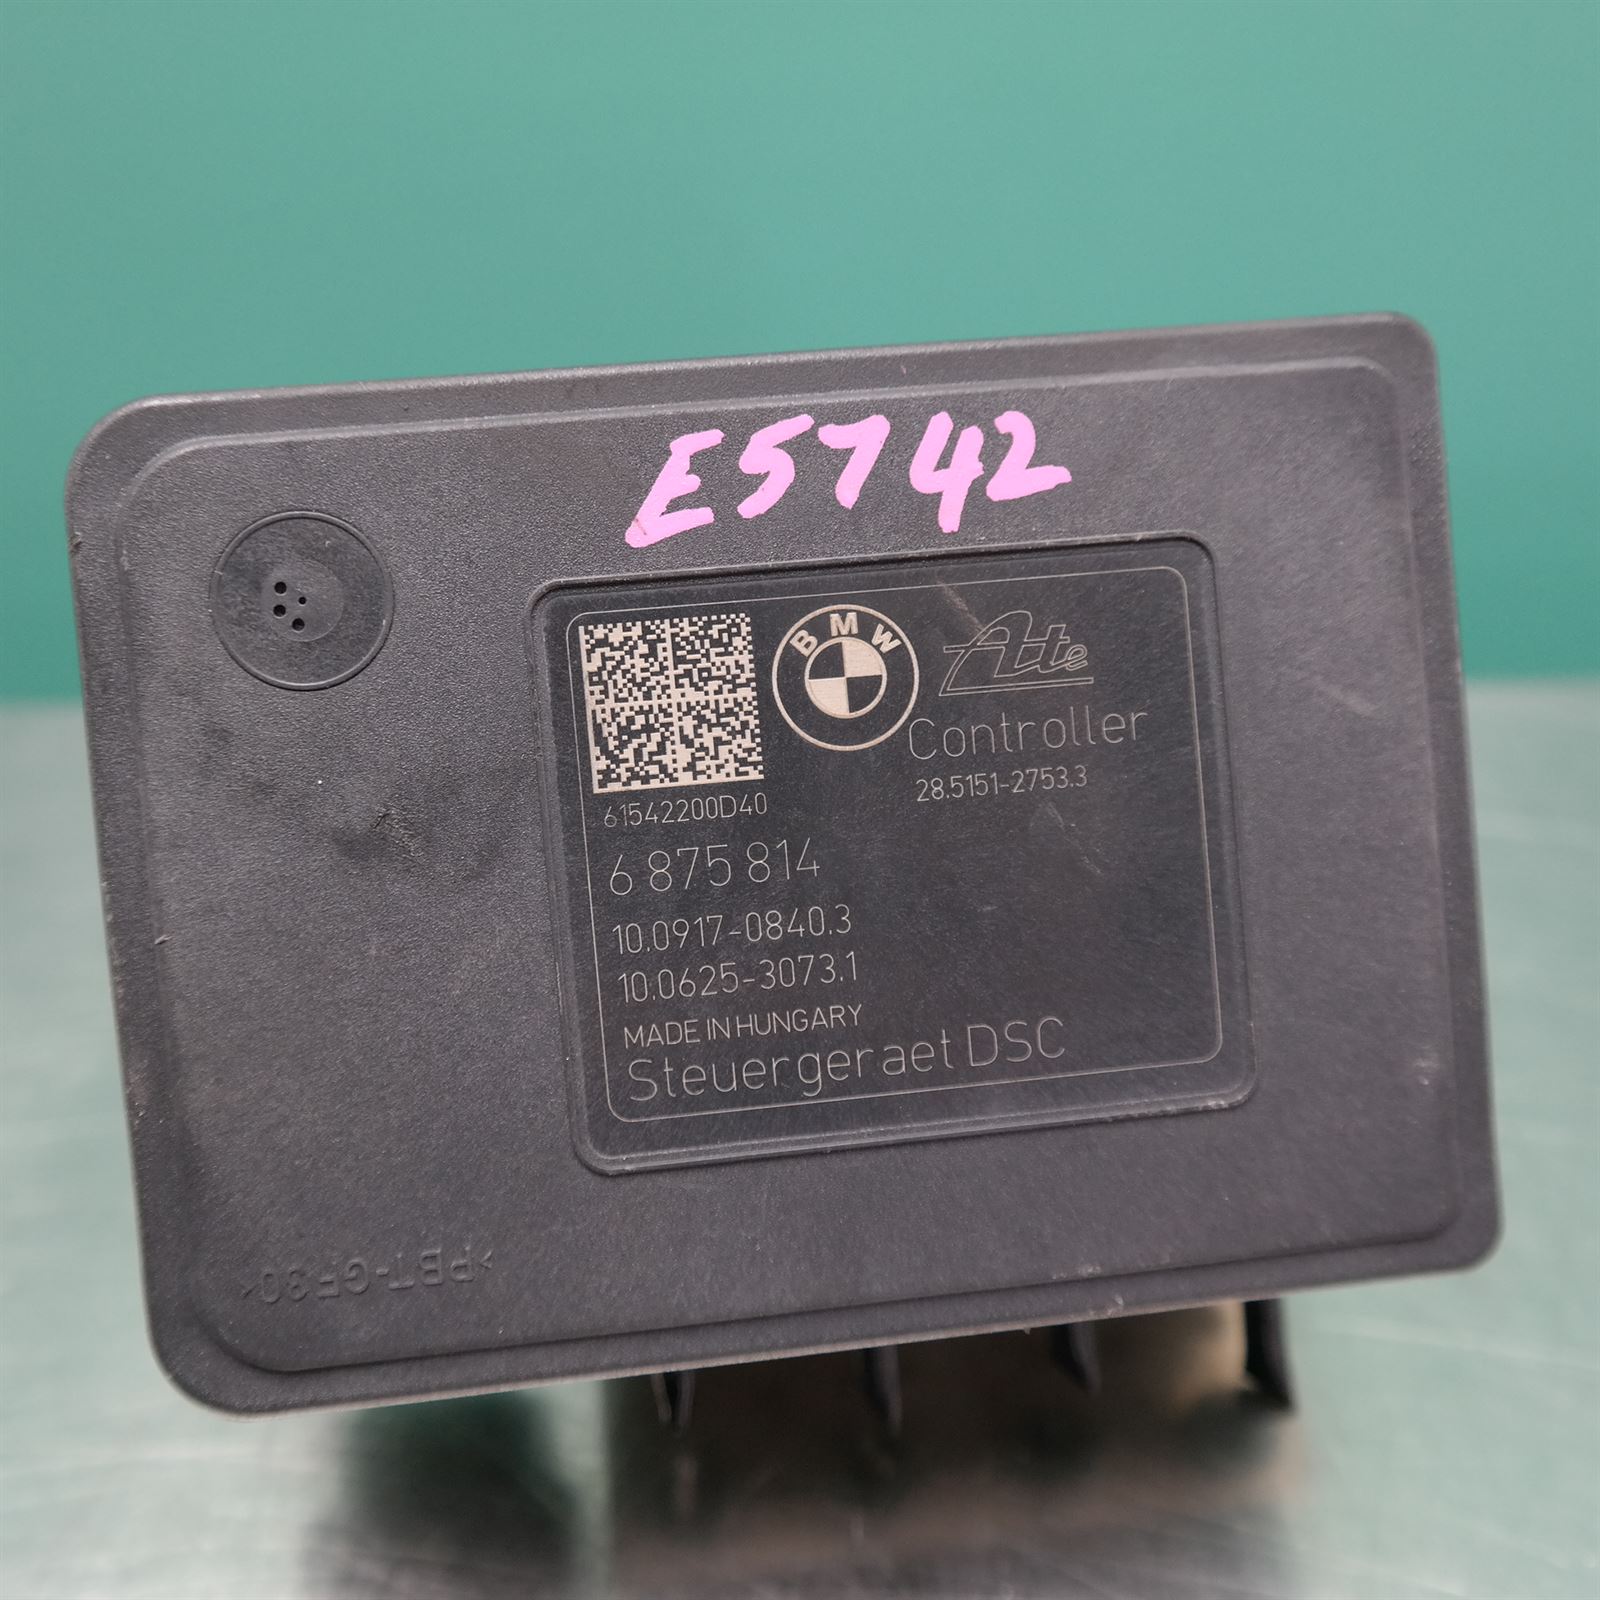 E5742
BMW
Ate
Controller
28.5151-2753.3
61542200D40
6 875 814
10.0917-0840.3
10.0625-3073.1
MADE IN HUNGARY
Steuergeraet DSC
>PBT-GF30<